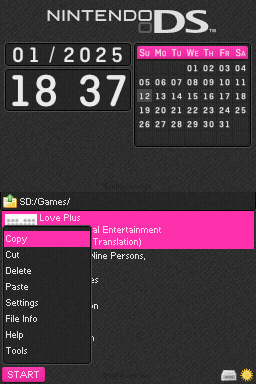 NINTENDO DS™
01 / 2025
18 37
Su Mo Tu We Th Fr Sa
01 02 03 04
05 06 07 08 09 10 11
12 13 14 15 16 17 18
19 20 21 22 23 24 25
26 27 28 29 30 31
SD:/Games/
Love Plus
al Entertainment
Translation)
Nine Persons,
es
on
Copy
Cut
Delete
Paste
Settings
File Info
Help
Tools
START